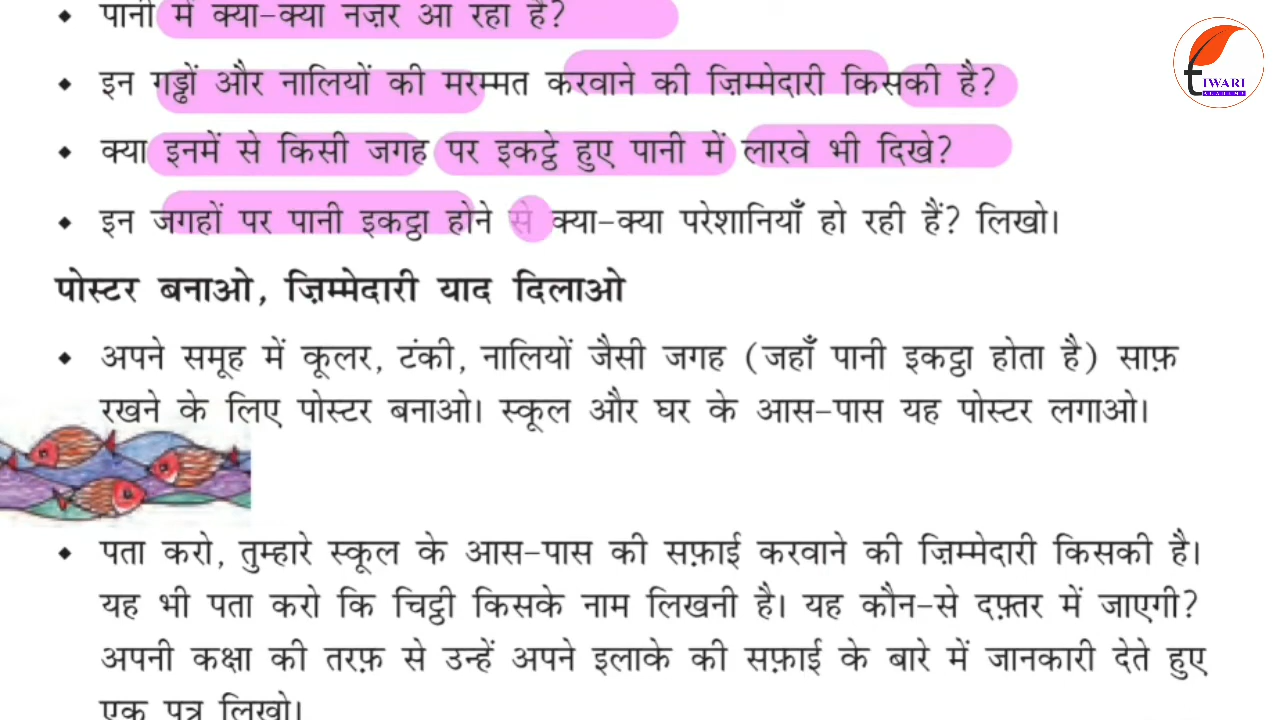 पानी में क्या-क्या नज़र आ रहा है?
इन गड्ढों और नालियों की मरम्मत करवाने की ज़िम्मेदारी किसकी है?
क्या इनमें से किसी जगह पर इकट्ठे हुए पानी में लारवे भी दिखे?
इन जगहों पर पानी इकट्ठा होने से क्या-क्या परेशानियाँ हो रही हैं? लिखो।
पोस्टर बनाओ, ज़िम्मेदारी याद दिलाओ
अपने समूह में कूलर, टंकी, नालियों जैसी जगह (जहाँ पानी इकट्ठा होता है) साफ़
रखने के लिए पोस्टर बनाओ। स्कूल और घर के आस-पास यह पोस्टर लगाओ।
पता करो, तुम्हारे स्कूल के आस-पास की सफ़ाई करवाने की ज़िम्मेदारी किसकी है।
यह भी पता करो कि चिट्ठी किसके नाम लिखनी है। यह कौन-से दफ़्तर में जाएगी?
अपनी कक्षा की तरफ़ से उन्हें अपने इलाके की सफ़ाई के बारे में जानकारी देते हुए
एक पत्र लिखो।
TIWARI
ACADEMY